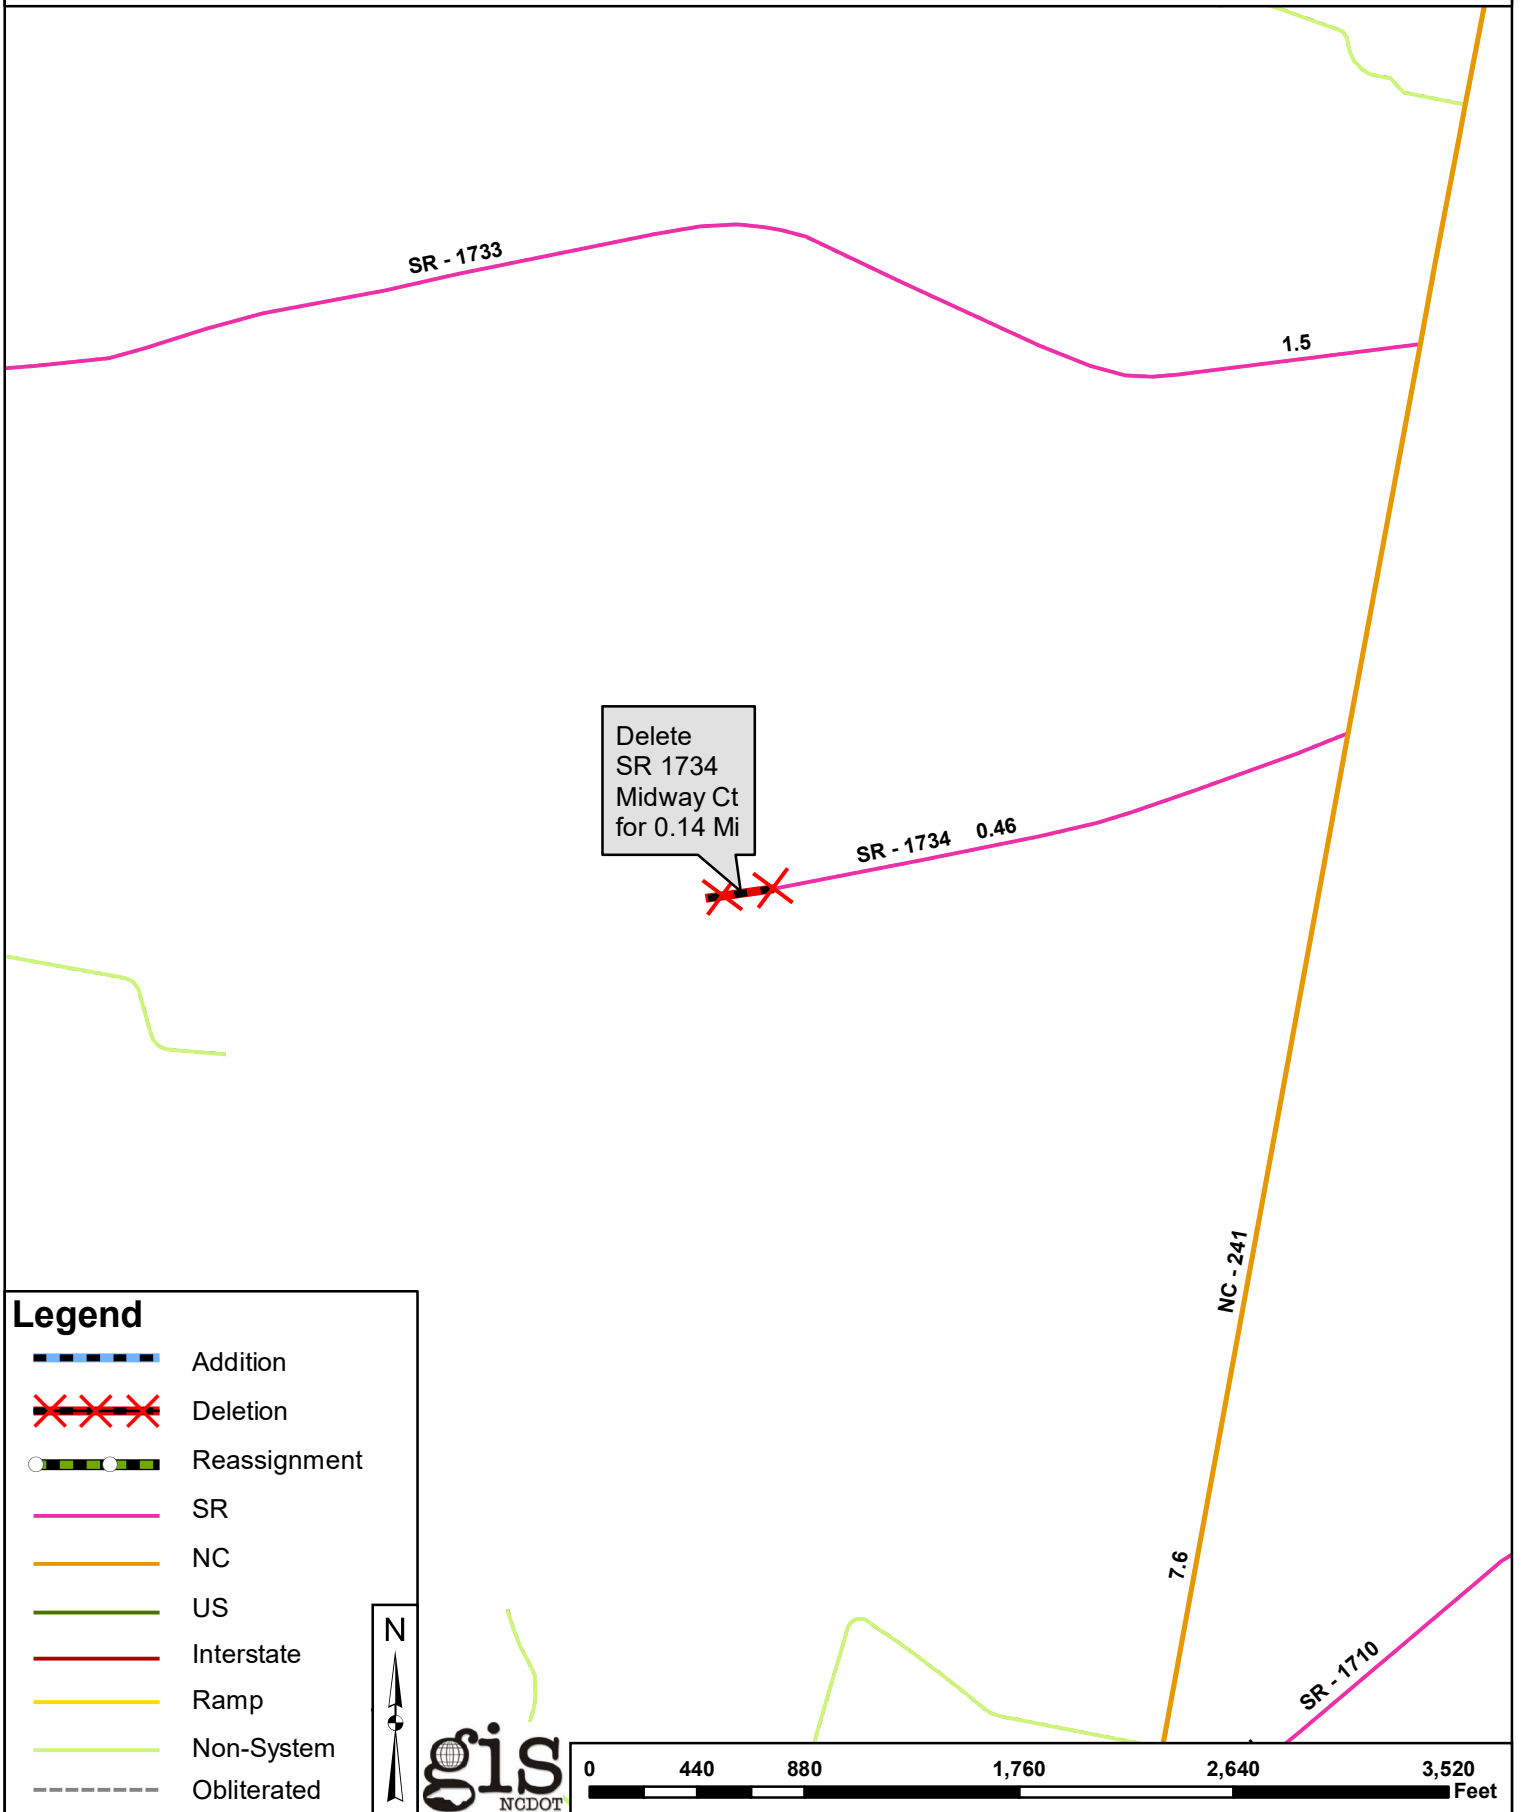 SR - 1733
1.5
Delete
SR 1734
Midway Ct
for 0.14 Mi
SR - 1734 0.46
NC - 241
7.6
SR - 1710
Legend
Addition
Deletion
Reassignment
SR
NC
US
Interstate
Ramp
Non-System
Obliterated
N
gis
NCDOT
0 440 880 1,760 2,640 3,520
Feet